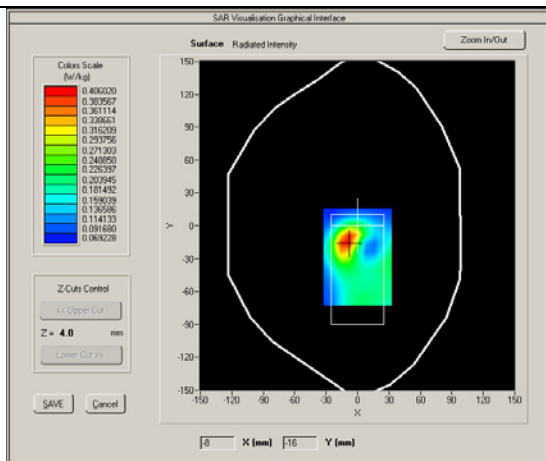 SAR Visualisation Graphical Interface
Surface Radiated Intensity
Zoom In/Out
Colors Scale
(W/kg)
0.406020
0.383567
0.361114
0.338661
0.316209
0.293756
0.271303
0.248850
0.226397
0.203945
0.181492
0.159039
0.136586
0.114133
0.091680
0.069228
Z-Cuts Control
<< Upper Cut
Z = 4.0 mm
Lower Cut >>
SAVE Cancel
150
120
90
60
30
0
-30
-60
-90
-120
-150
Y
-150 -120 -90 -60 -30 0 30 60 90 120 150
X
-8 X (mm) -16 Y (mm)